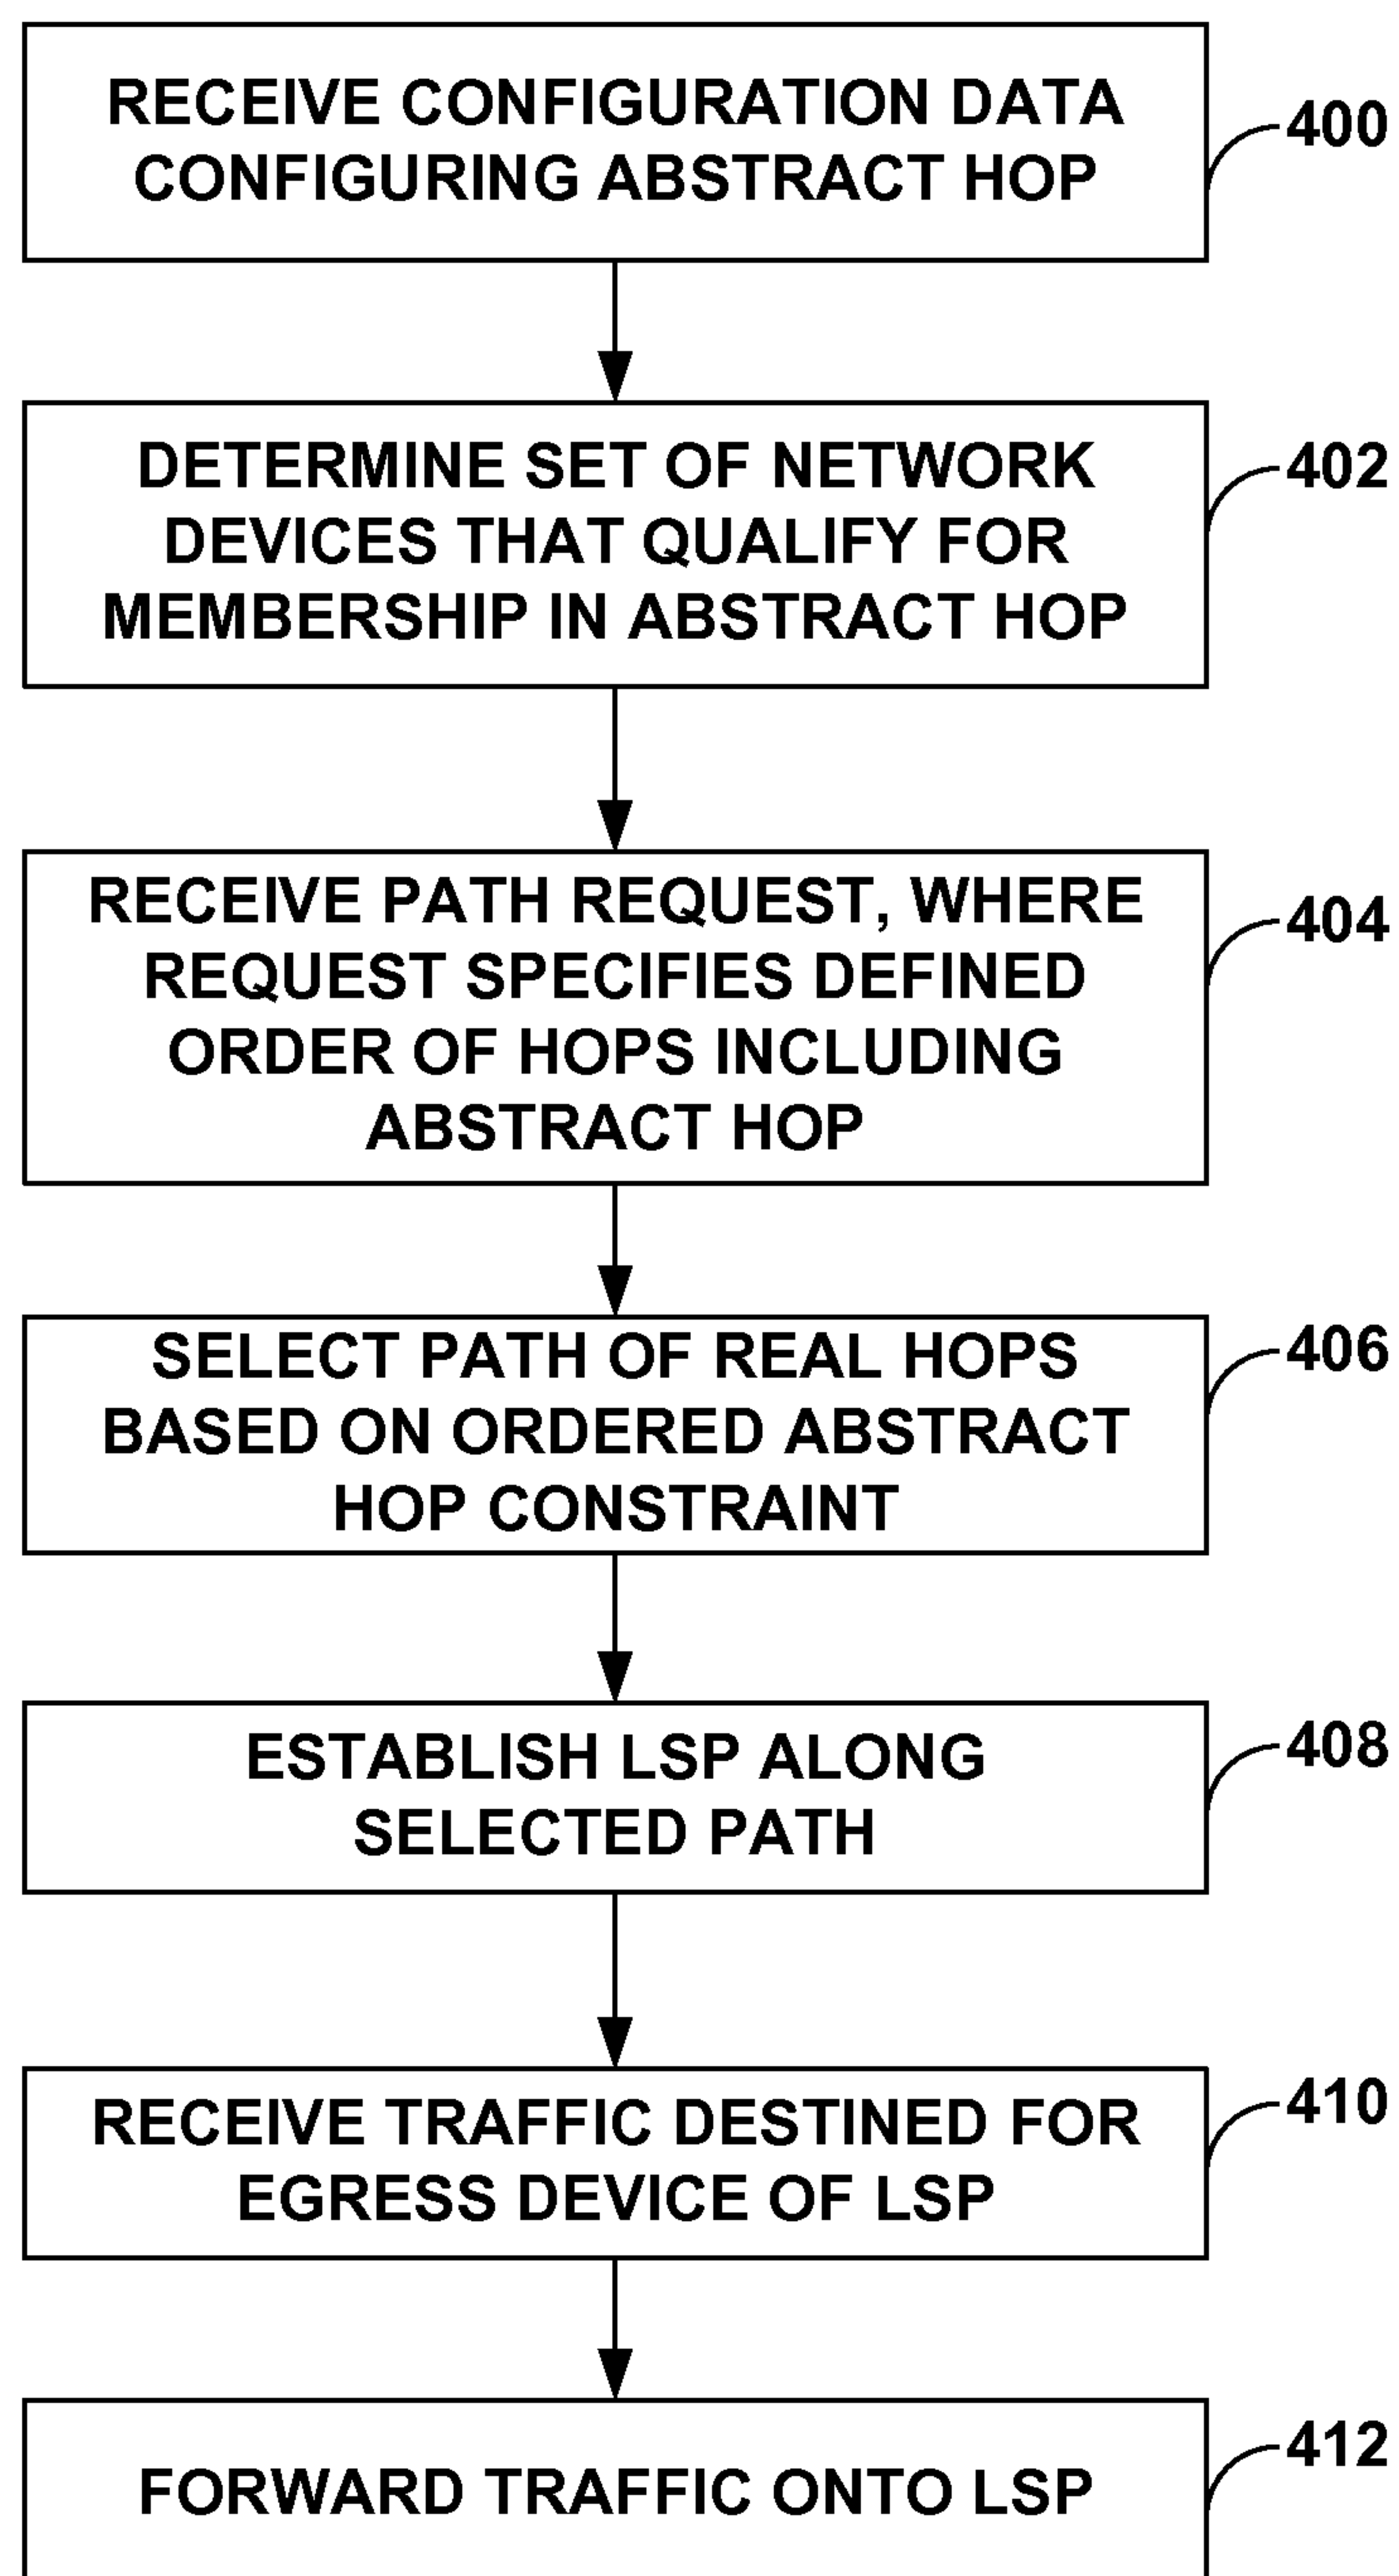 RECEIVE CONFIGURATION DATA
CONFIGURING ABSTRACT HOP
400
DETERMINE SET OF NETWORK
DEVICES THAT QUALIFY FOR
MEMBERSHIP IN ABSTRACT HOP
402
RECEIVE PATH REQUEST, WHERE
REQUEST SPECIFIES DEFINED
ORDER OF HOPS INCLUDING
ABSTRACT HOP
404
SELECT PATH OF REAL HOPS
BASED ON ORDERED ABSTRACT
HOP CONSTRAINT
406
ESTABLISH LSP ALONG
SELECTED PATH
408
RECEIVE TRAFFIC DESTINED FOR
EGRESS DEVICE OF LSP
410
FORWARD TRAFFIC ONTO LSP
412